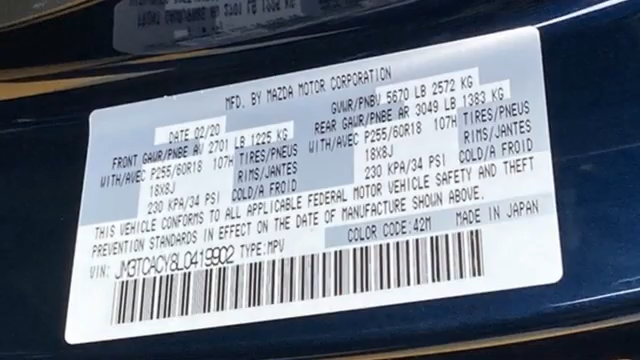 MFD. BY MAZDA MOTOR CORPORATION
DATE 02/20 GVWR/PNBV 5670 LB 2572 KG
FRONT GAWR/PNBE AV 2701 LB 1225 KG REAR GAWR/PNBE AR 3049 LB 1383 KG
WITH/AVEC P255/60R18 107H TIRES/PNEUS WITH/AVEC P255/60R18 107H TIRES/PNEUS
18X8J RIMS/JANTES 18X8J RIMS/JANTES
230 KPA/34 PSI COLD/A FROID 230 KPA/34 PSI COLD/A FROID
THIS VEHICLE CONFORMS TO ALL APPLICABLE FEDERAL MOTOR VEHICLE SAFETY AND THEFT
PREVENTION STANDARDS IN EFFECT ON THE DATE OF MANUFACTURE SHOWN ABOVE.
VIN: JM3TCACY8L0419902 TYPE:MPV COLOR CODE:42M MADE IN JAPAN